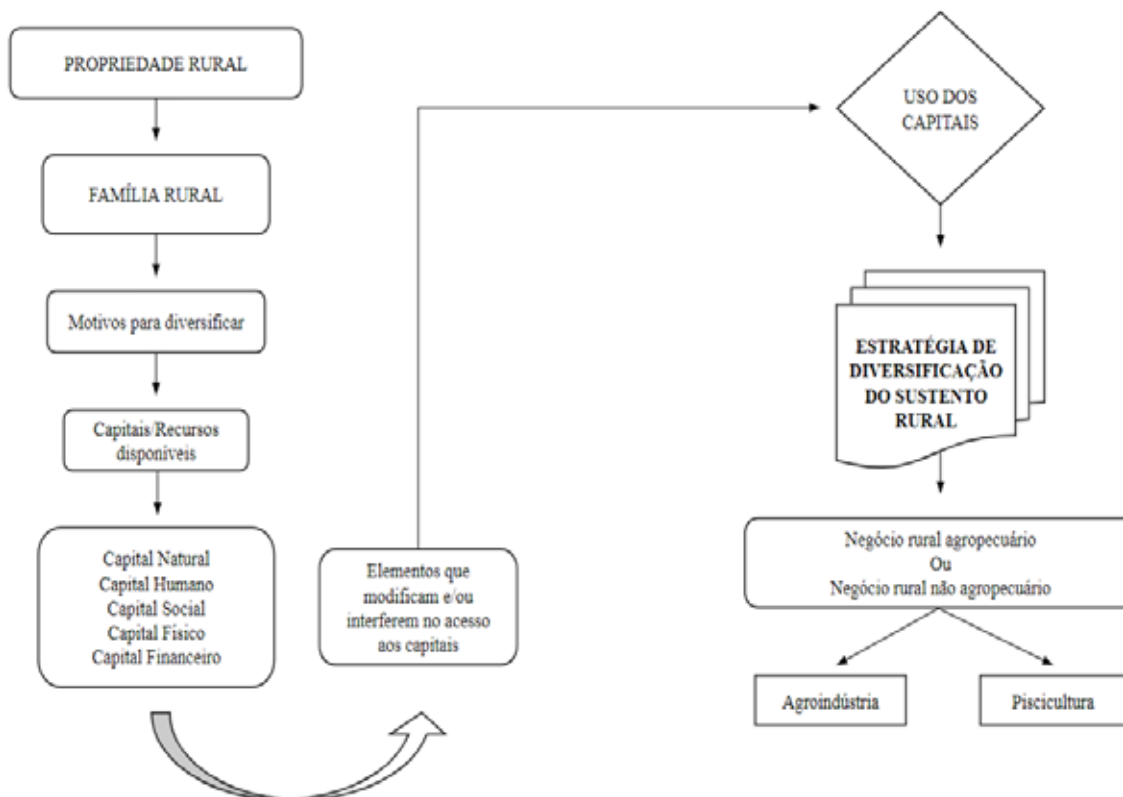 PROPRIEDADE RURAL
FAMÍLIA RURAL
Motivos para diversificar
Capitais/Recursos
disponíveis
Capital Natural
Capital Humano
Capital Social
Capital Físico
Capital Financeiro
Elementos que
modificam e/ou
interferem no acesso
aos capitais
USO DOS
CAPITAIS
ESTRATÉGIA DE
DIVERSIFICAÇÃO
DO SUSTENTO
RURAL
Negócio rural agropecuário
Ou
Negócio rural não agropecuário
Agroindústria
Piscicultura